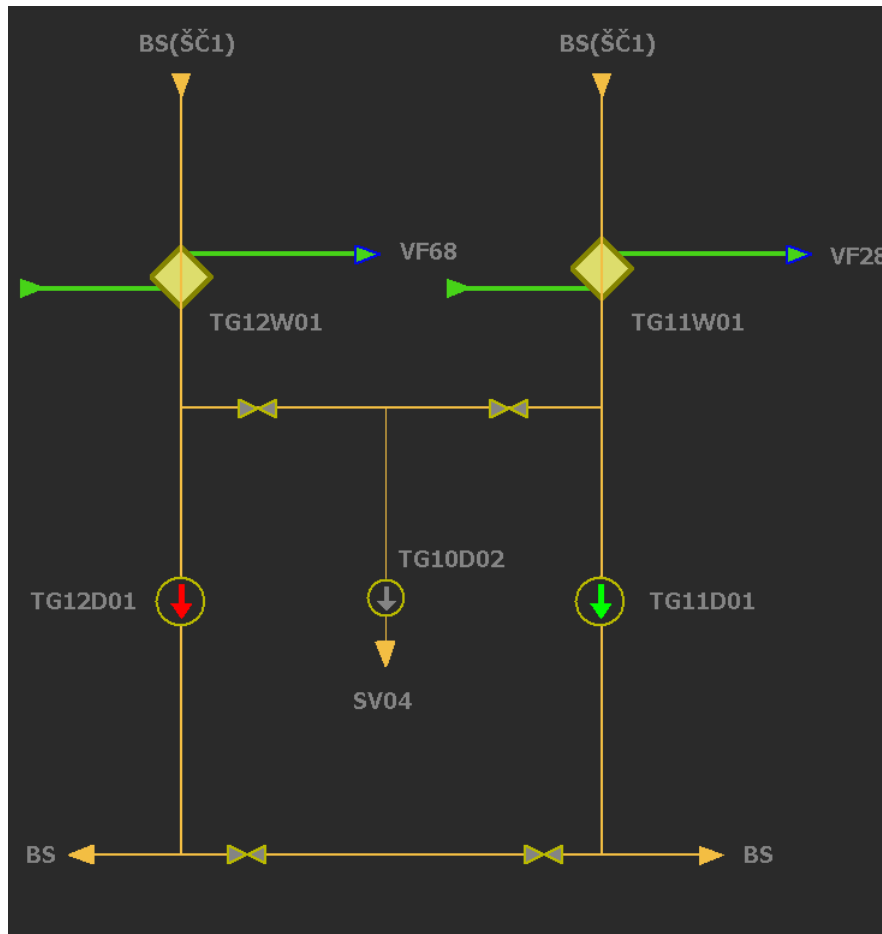 BS(ŠČ1)
BS(ŠČ1)
VF68
VF28
TG12W01
TG11W01
TG10D02
TG12D01
TG11D01
SV04
BS
BS